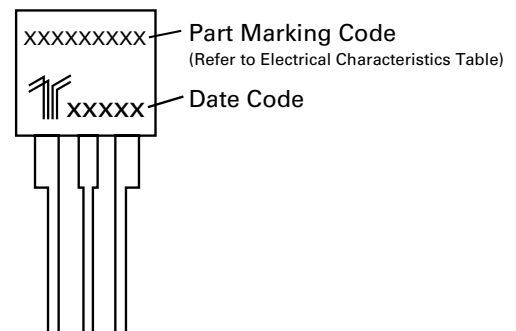 XXXXXXXXX
Part Marking Code
(Refer to Electrical Characteristics Table)
XXXXX
Date Code